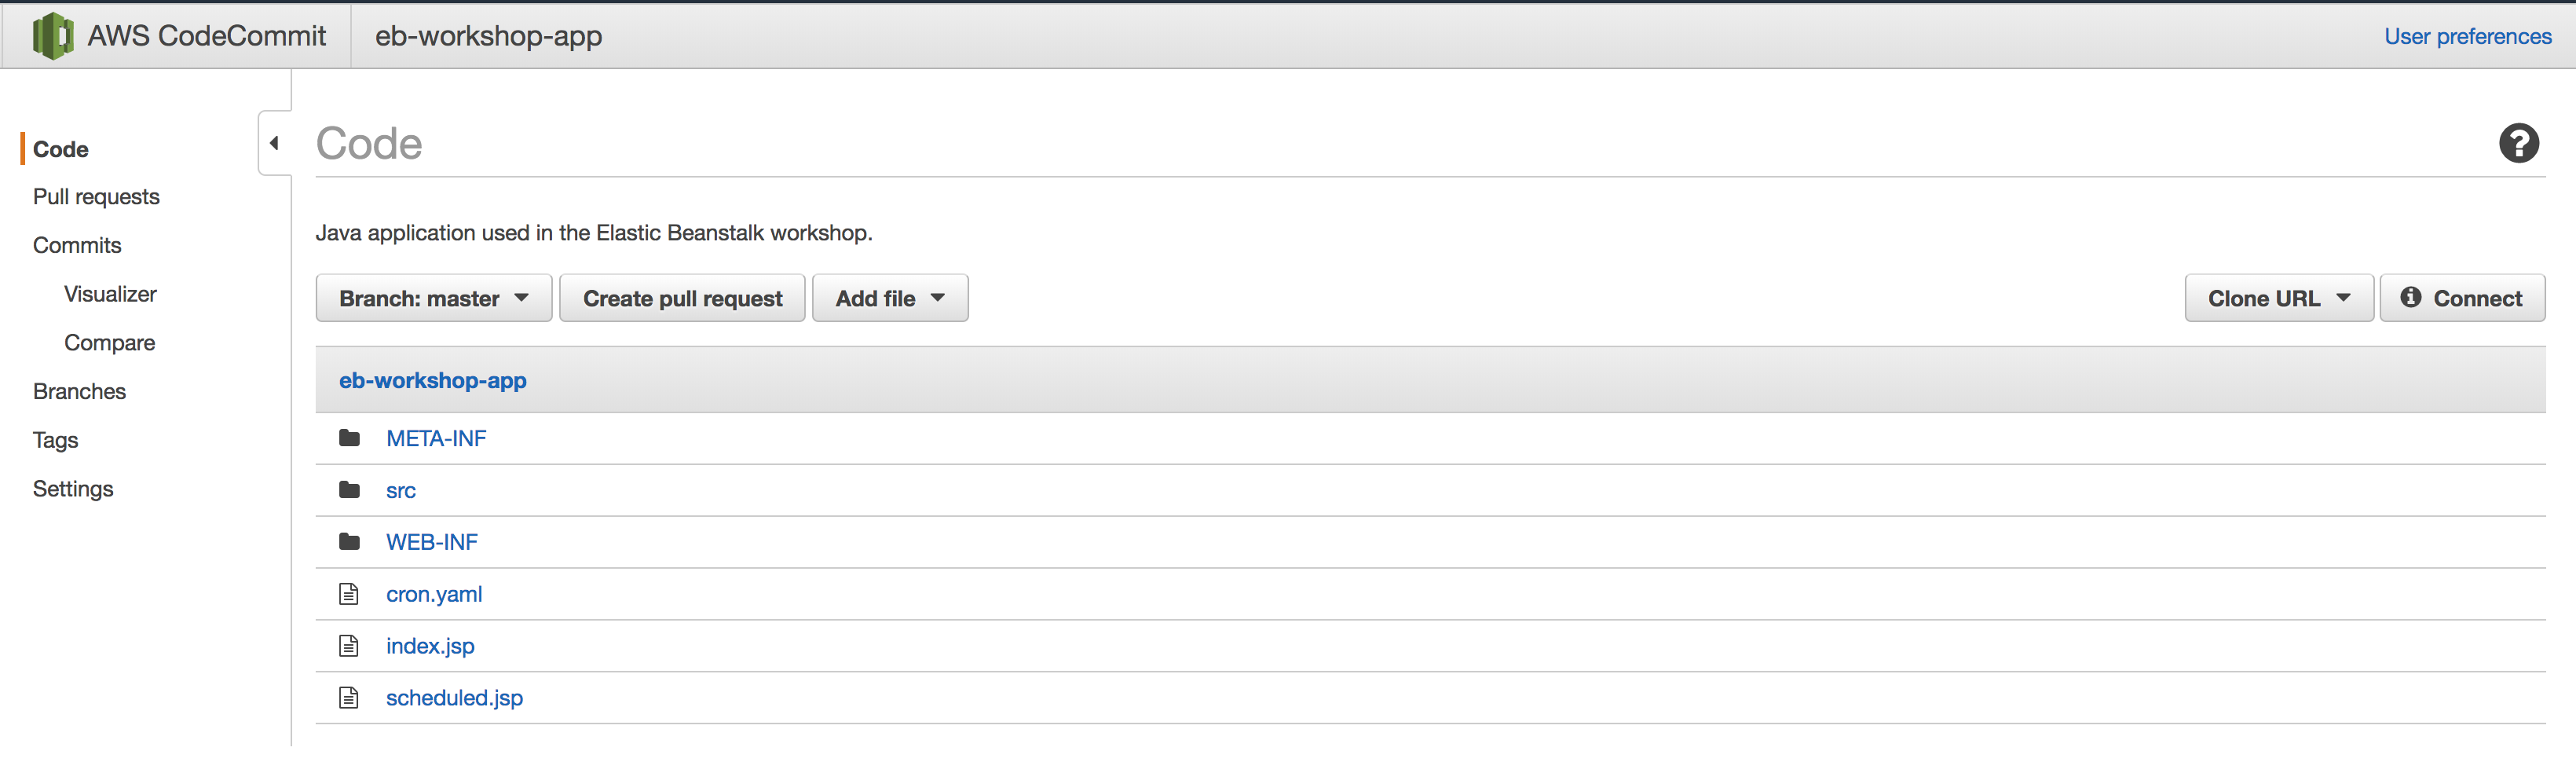 AWS CodeCommit
eb-workshop-app
User preferences
Code
Pull requests
Commits
Visualizer
Compare
Branches
Tags
Settings
Code
Java application used in the Elastic Beanstalk workshop.
Branch: master
Create pull request
Add file
Clone URL
Connect
eb-workshop-app
META-INF
src
WEB-INF
cron.yaml
index.jsp
scheduled.jsp